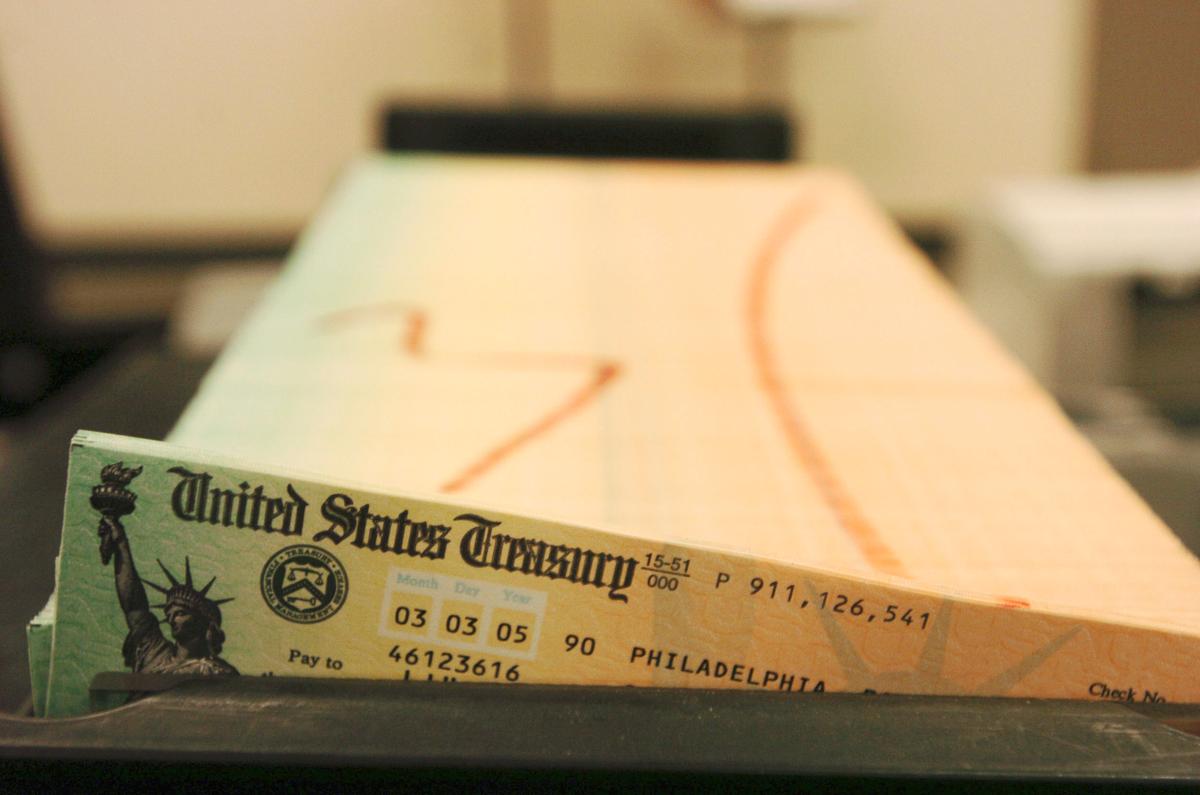 United States Treasury
15-51
000
P 911,126,541
Month Day Year
03 03 05
90
PHILADELPHIA
46123616
Pay to
Check No.